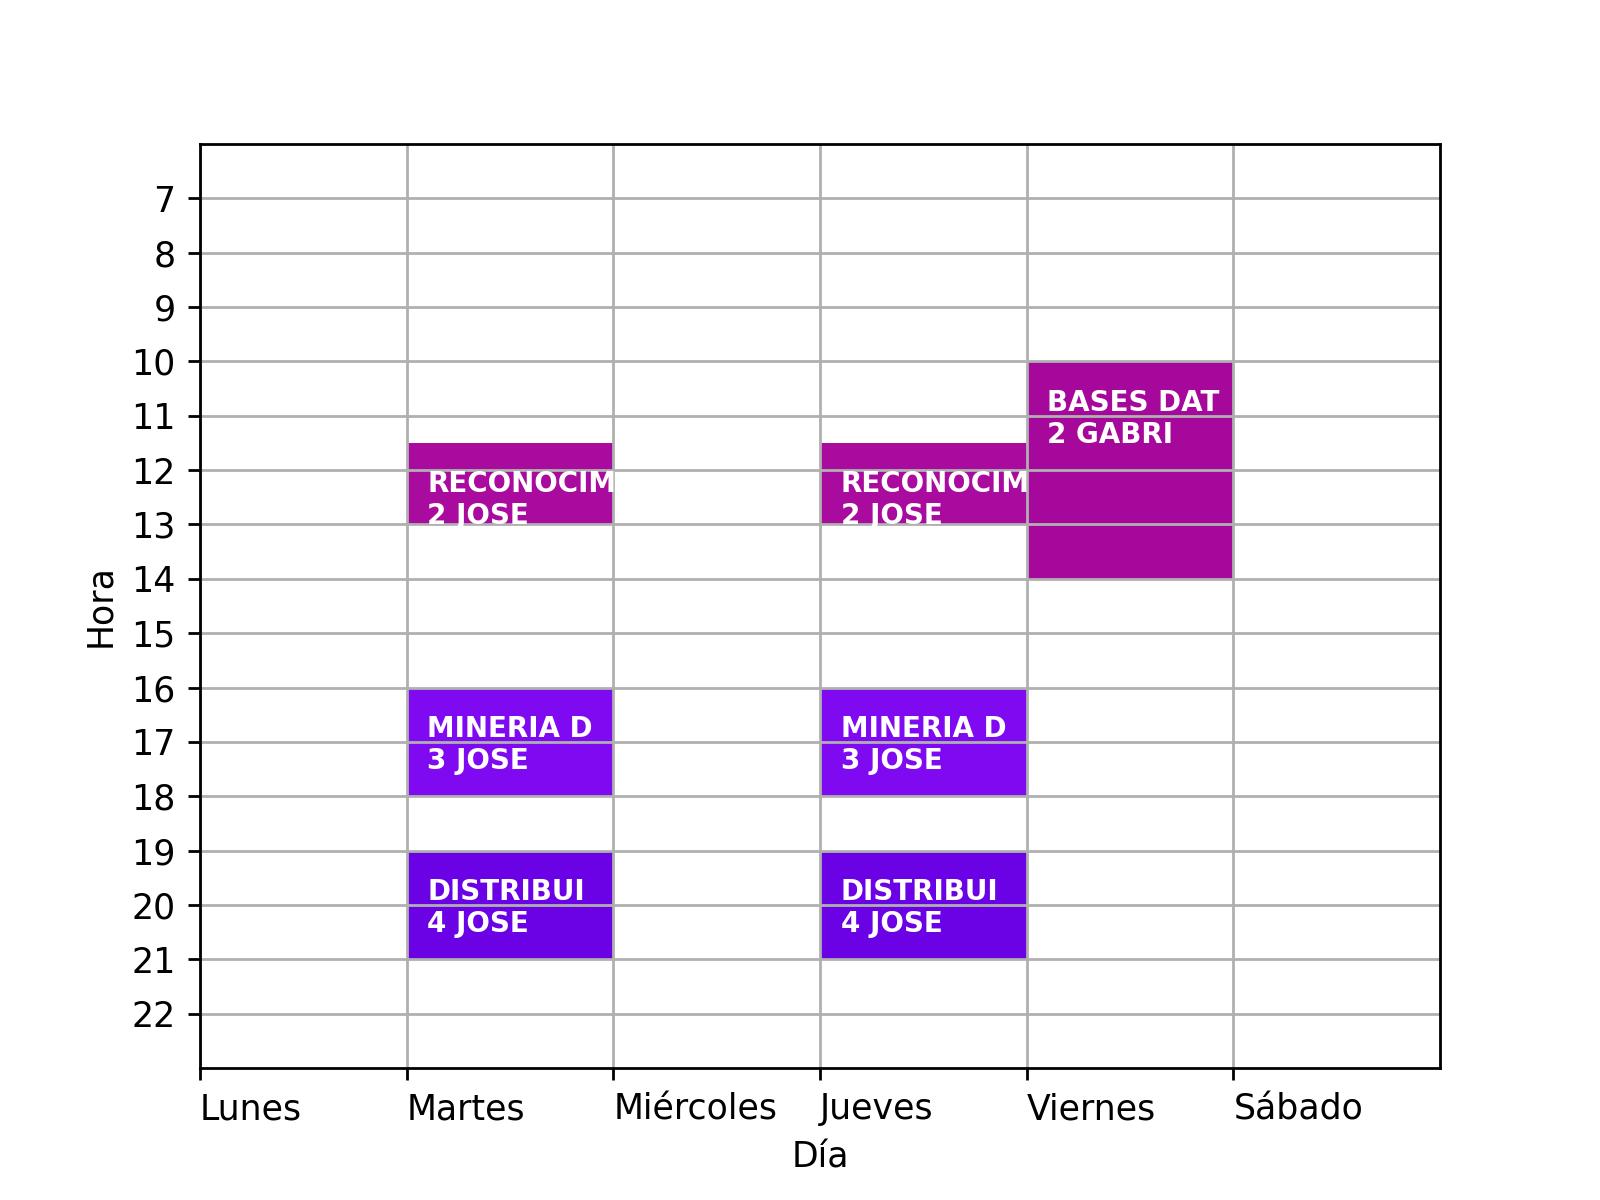 7
8
9
10
11
12
13
14
15
16
17
18
19
20
21
22
Hora
BASES DAT
2 GABRI
RECONOCIM
2 JOSE
RECONOCIM
2 JOSE
MINERIA D
3 JOSE
MINERIA D
3 JOSE
DISTRIBUI
4 JOSE
DISTRIBUI
4 JOSE
Lunes Martes Miércoles Jueves Viernes Sábado
Día